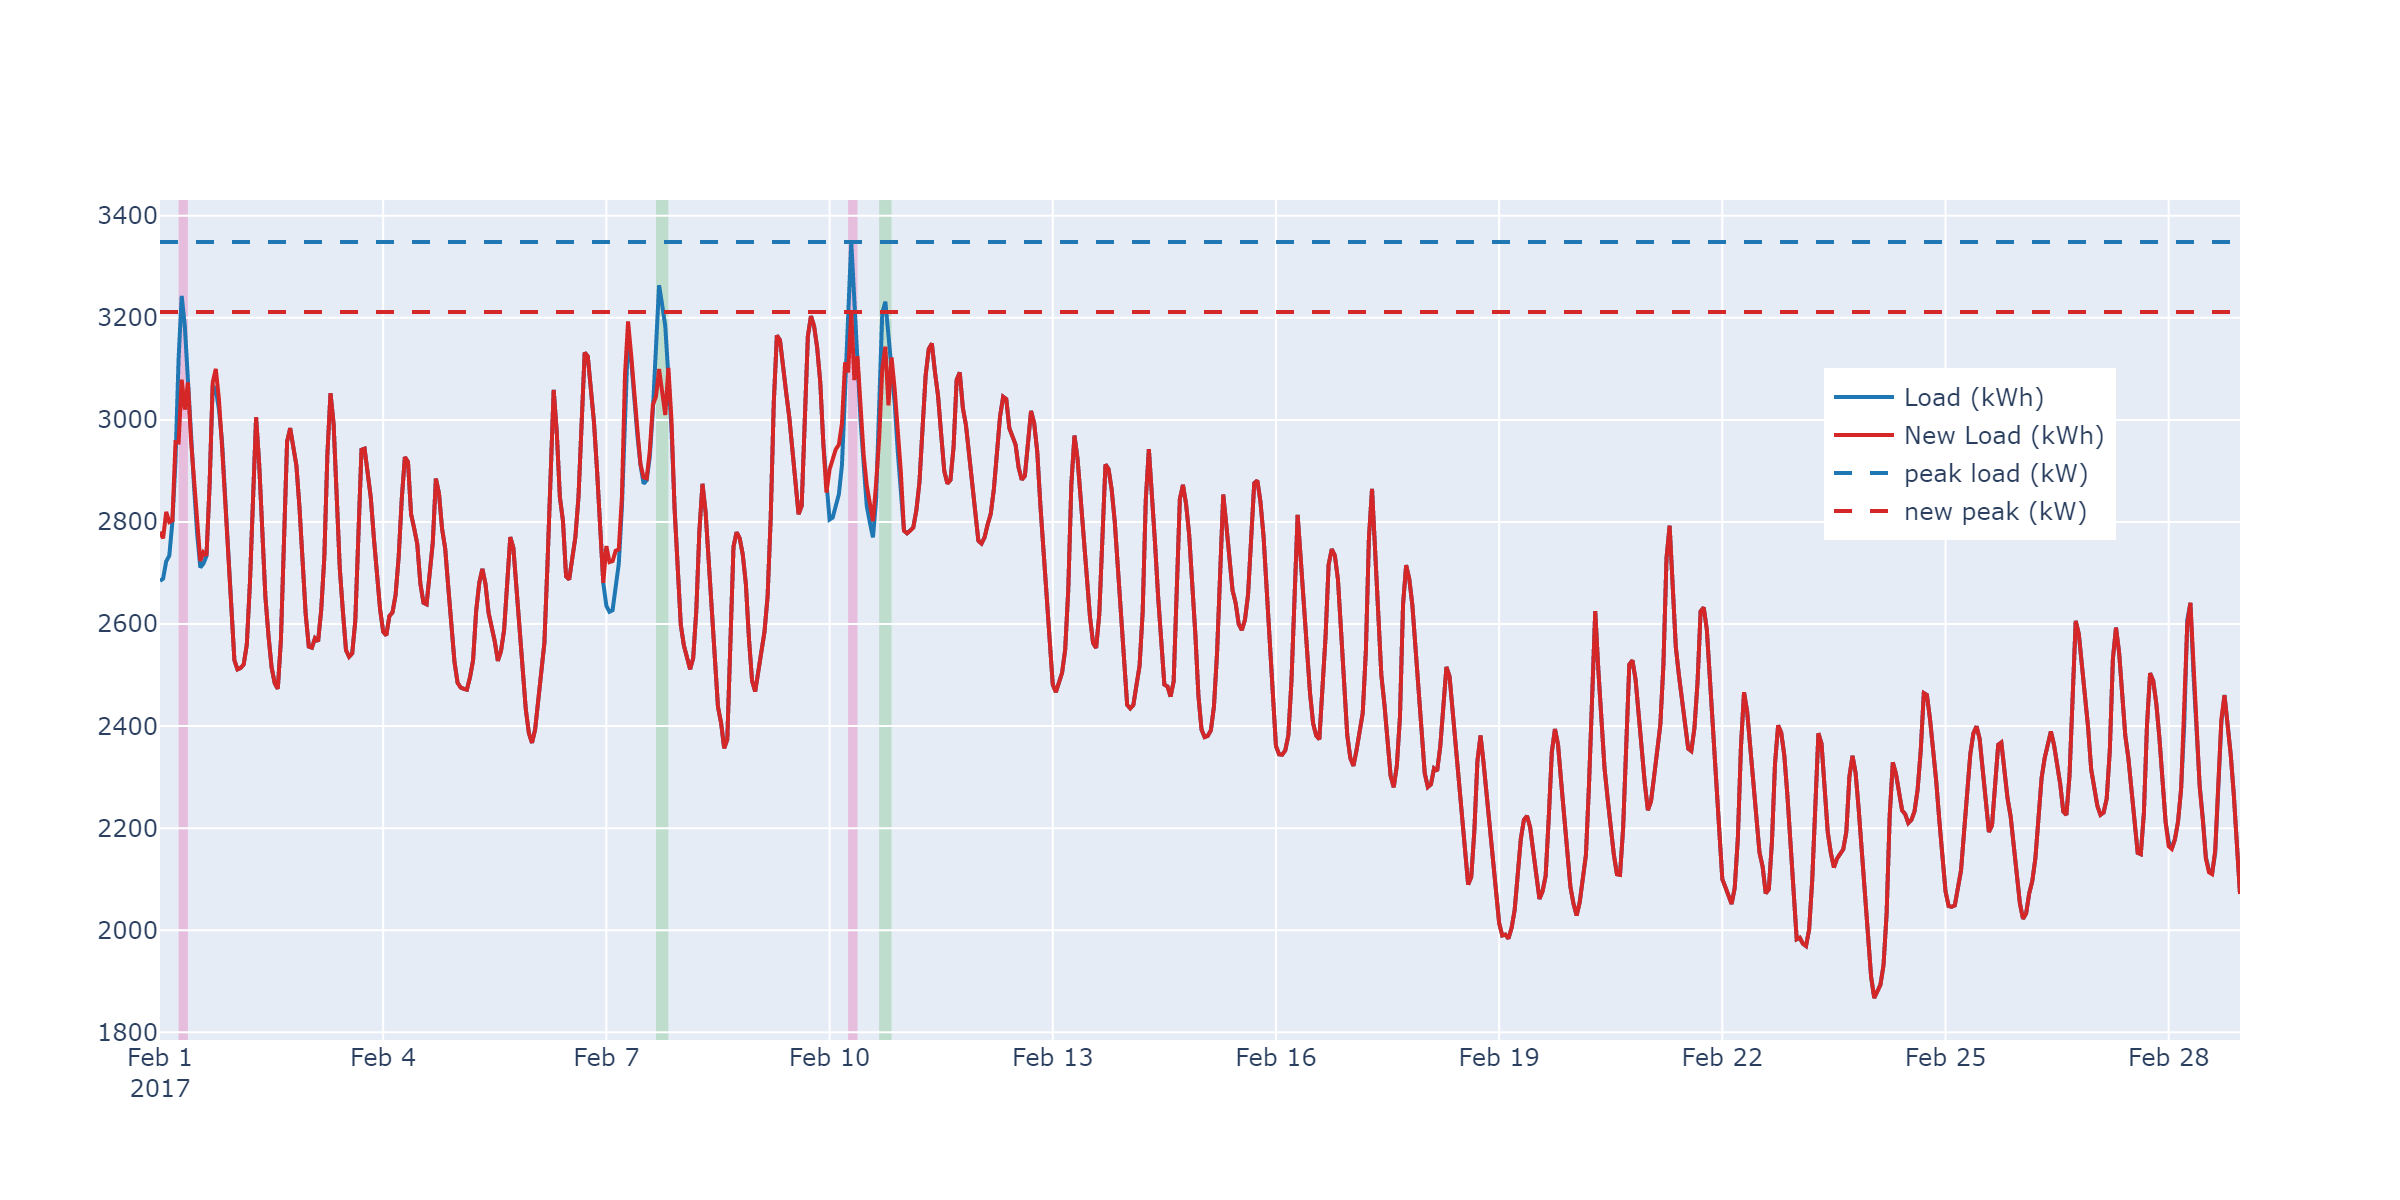 3400
3200
3000
2800
2600
2400
2200
2000
1800
Feb 1 Feb 4 Feb 7 Feb 10 Feb 13 Feb 16 Feb 19 Feb 22 Feb 25 Feb 28
2017
Load (kWh)
New Load (kWh)
peak load (kW)
new peak (kW)